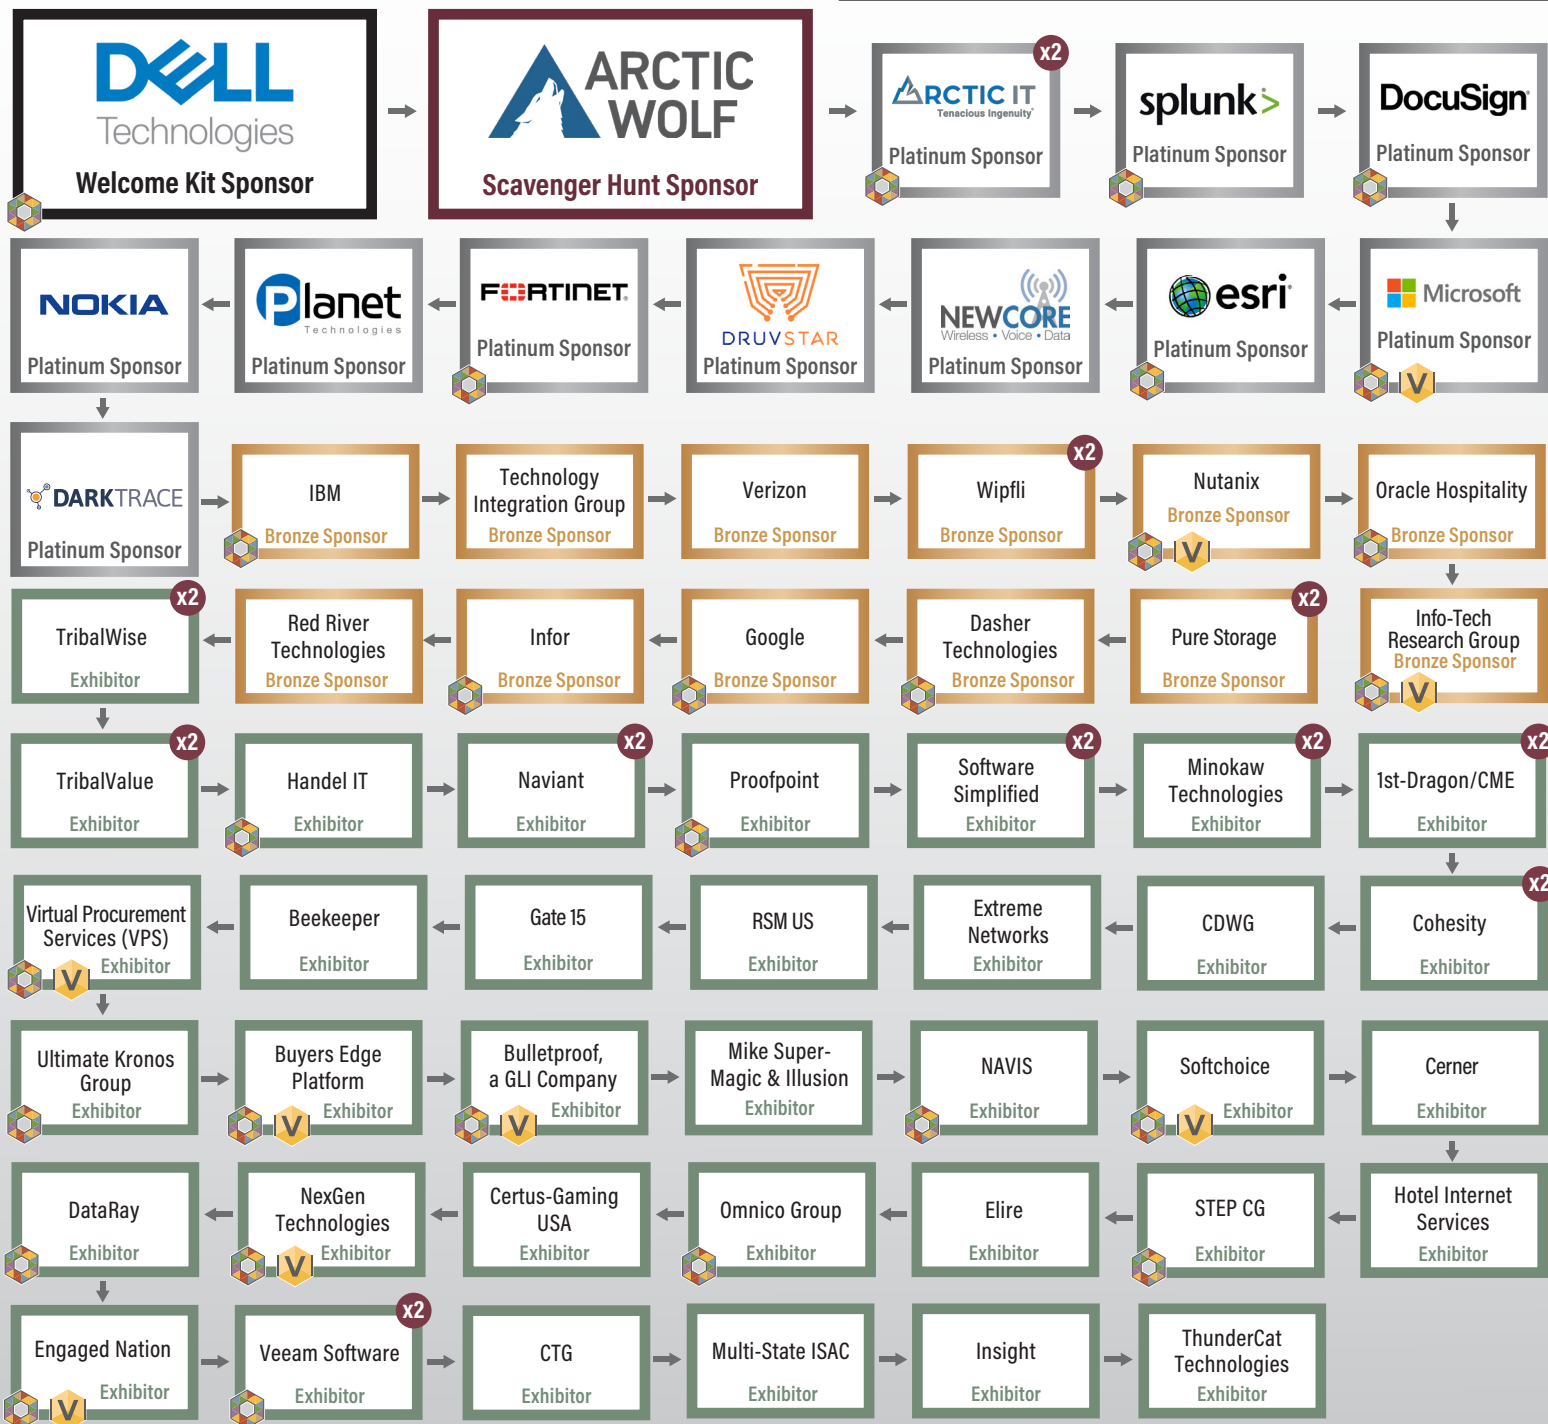 DELL
Technologies
Welcome Kit Sponsor
ARCTIC
WOLF
Scavenger Hunt Sponsor
x2
ARCTIC IT
Tenacious Ingenuity
Platinum Sponsor
splunk>
Platinum Sponsor
DocuSign
Platinum Sponsor
NOKIA
Platinum Sponsor
Planet
Technologies
Platinum Sponsor
FORTINET
Platinum Sponsor
DRUVSTAR
Platinum Sponsor
NEWCORE
Wireless • Voice • Data
Platinum Sponsor
esri
Platinum Sponsor
Microsoft
Platinum Sponsor
V
DARKTRACE
Platinum Sponsor
IBM
Bronze Sponsor
Technology
Integration Group
Bronze Sponsor
Verizon
Bronze Sponsor
x2
Wipfli
Bronze Sponsor
Nutanix
Bronze Sponsor
V
Oracle Hospitality
Bronze Sponsor
x2
TribalWise
Exhibitor
Red River
Technologies
Bronze Sponsor
Infor
Bronze Sponsor
Google
Bronze Sponsor
Dasher
Technologies
Bronze Sponsor
x2
Pure Storage
Bronze Sponsor
Info-Tech
Research Group
Bronze Sponsor
V
x2
TribalValue
Exhibitor
Handel IT
Exhibitor
x2
Naviant
Exhibitor
Proofpoint
Exhibitor
x2
Software
Simplified
Exhibitor
x2
Minokaw
Technologies
Exhibitor
x2
1st-Dragon/CME
Exhibitor
Virtual Procurement
Services (VPS)
Exhibitor
V
Beekeeper
Exhibitor
Gate 15
Exhibitor
RSM US
Exhibitor
Extreme
Networks
Exhibitor
CDWG
Exhibitor
x2
Cohesity
Exhibitor
Ultimate Kronos
Group
Exhibitor
Buyers Edge
Platform
Exhibitor
V
Bulletproof,
a GLI Company
Exhibitor
V
Mike Super-
Magic & Illusion
Exhibitor
NAVIS
Exhibitor
Softchoice
Exhibitor
V
Cerner
Exhibitor
DataRay
Exhibitor
NexGen
Technologies
Exhibitor
V
Certus-Gaming
USA
Exhibitor
Omnico Group
Exhibitor
Elire
Exhibitor
STEP CG
Exhibitor
Hotel Internet
Services
Exhibitor
Engaged Nation
Exhibitor
V
x2
Veeam Software
Exhibitor
CTG
Exhibitor
Multi-State ISAC
Exhibitor
Insight
Exhibitor
ThunderCat
Technologies
Exhibitor